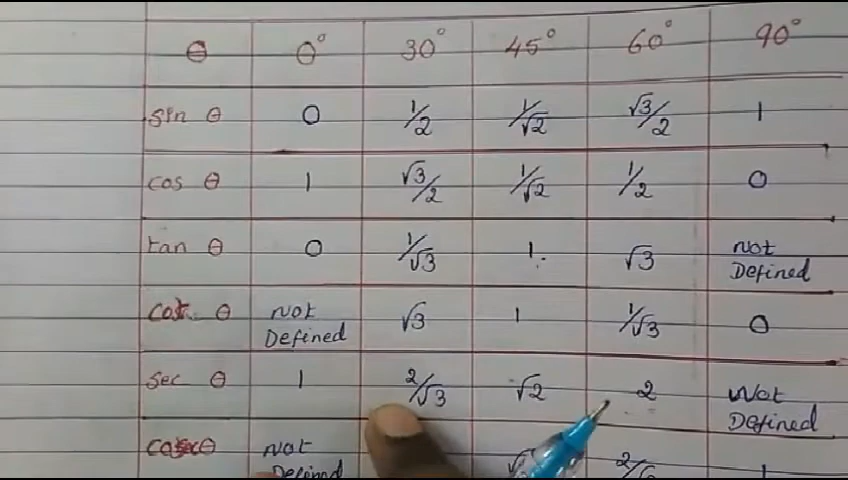 θ 0° 30° 45° 60° 90°
sin θ 0 1/2 1/√2 √3/2 1
cos θ 1 √3/2 1/√2 1/2 0
tan θ 0 1/√3 1 √3 Not Defined
cot θ Not Defined √3 1 1/√3 0
sec θ 1 2/√3 √2 2 Not Defined
cosec θ Not Defined 1